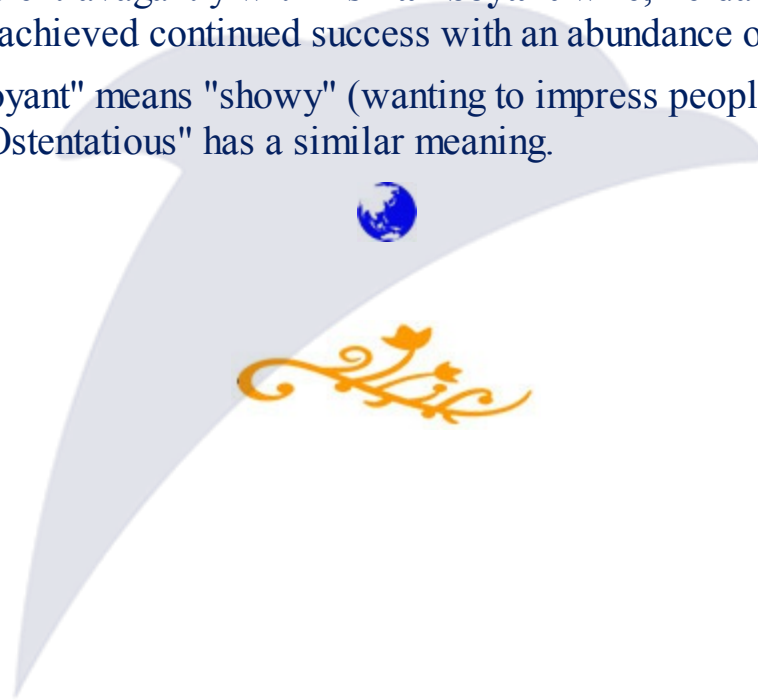 achieved continued success with an abundance o
oyant" means "showy" (wanting to impress peopl
Ostentatious" has a similar meaning.